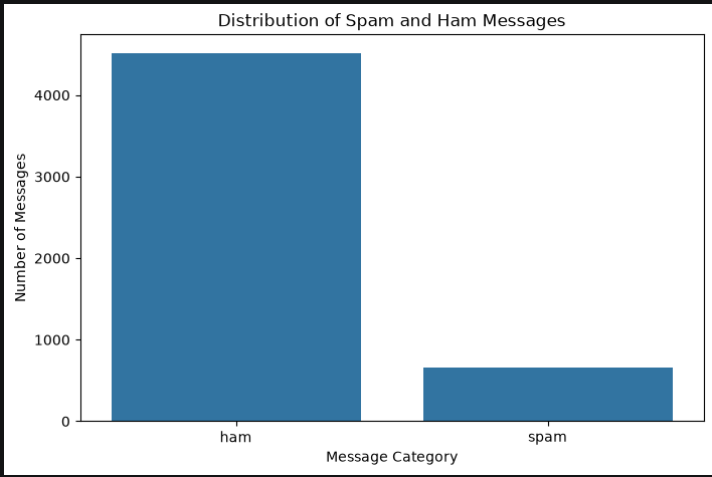 Distribution of Spam and Ham Messages
Number of Messages
4000
3000
2000
1000
0
ham spam
Message Category